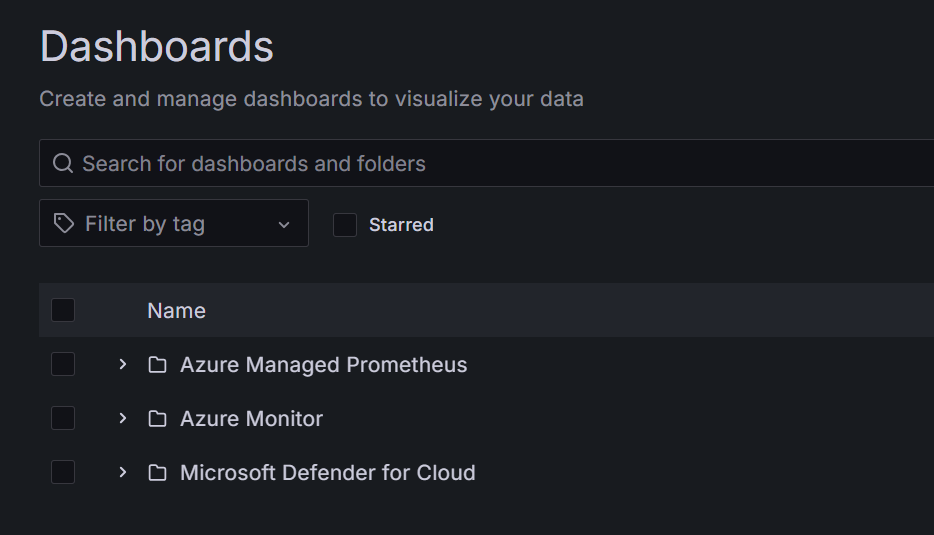 Dashboards
Create and manage dashboards to visualize your data
Search for dashboards and folders
Filter by tag
Starred
Name
Azure Managed Prometheus
Azure Monitor
Microsoft Defender for Cloud